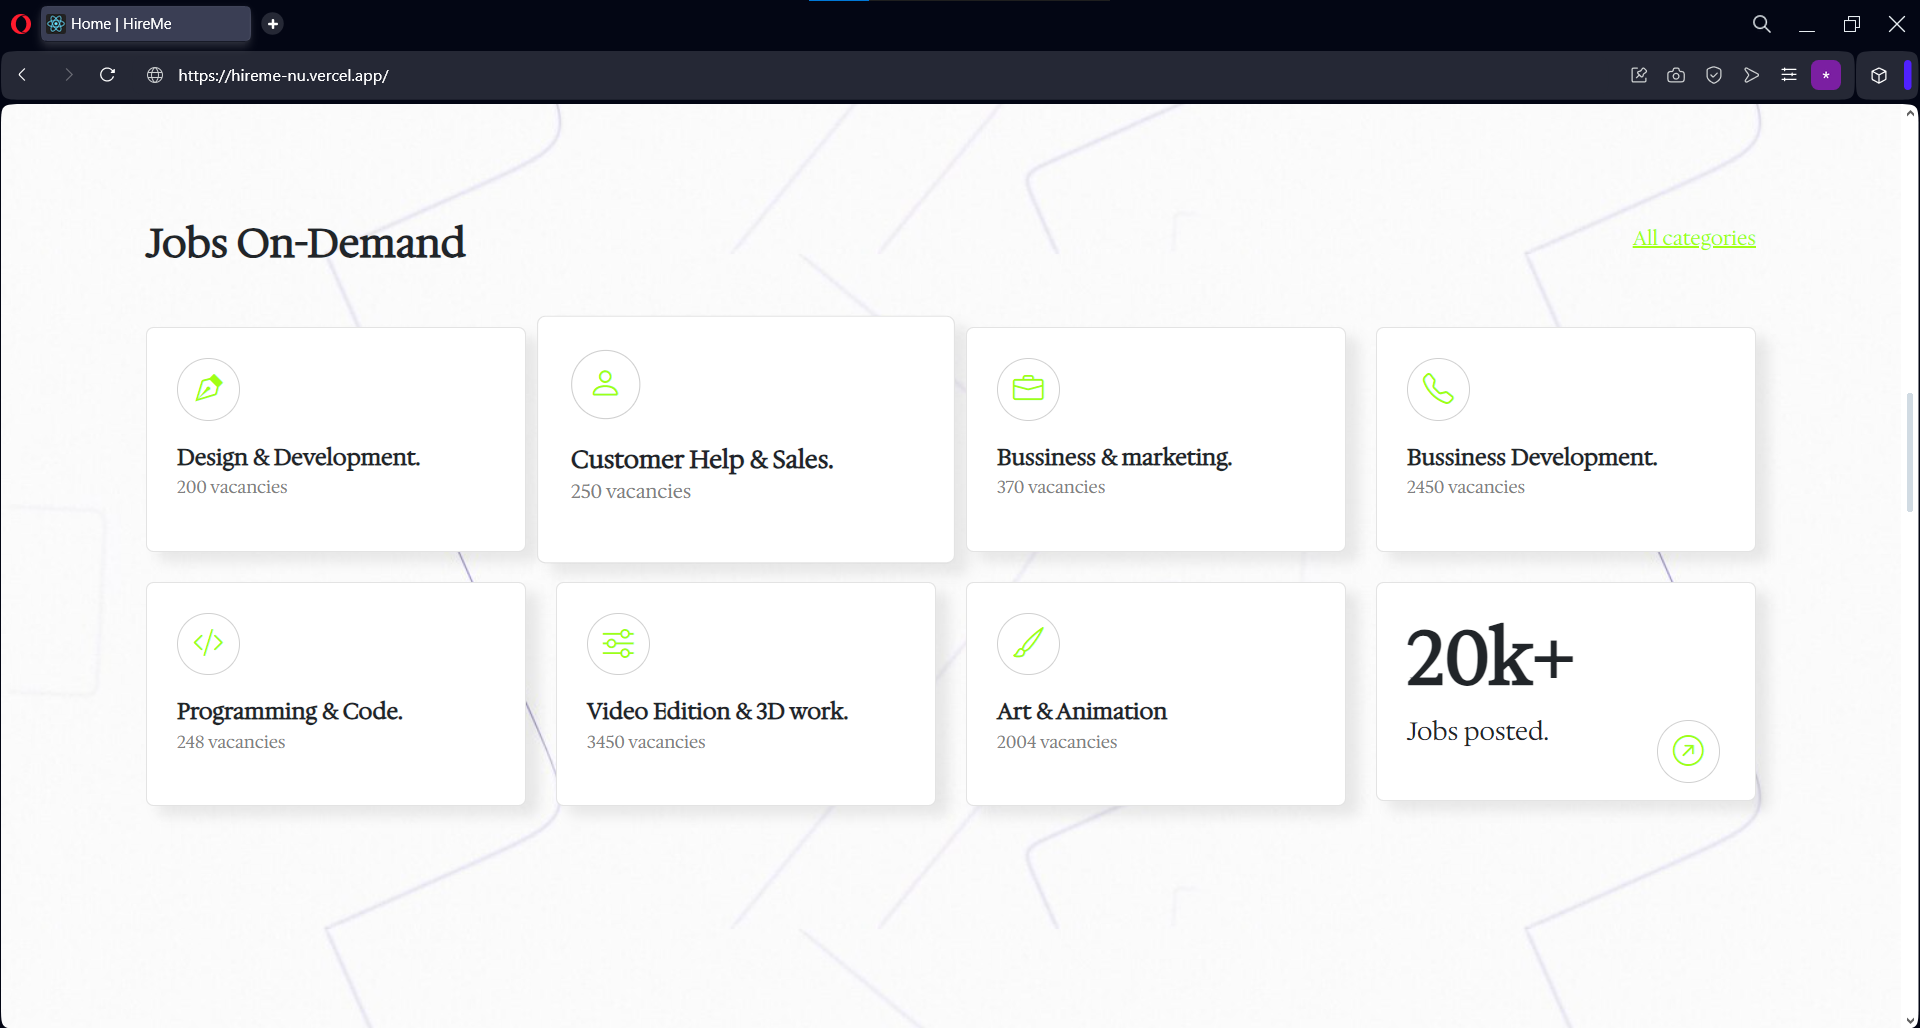 Home | HireMe
https://hireme-nu.vercel.app/
Jobs On-Demand
All categories
Design & Development.
200 vacancies
Customer Help & Sales.
250 vacancies
Bussiness & marketing.
370 vacancies
Bussiness Development.
2450 vacancies
Programming & Code.
248 vacancies
Video Edition & 3D work.
3450 vacancies
Art & Animation
2004 vacancies
20k+
Jobs posted.